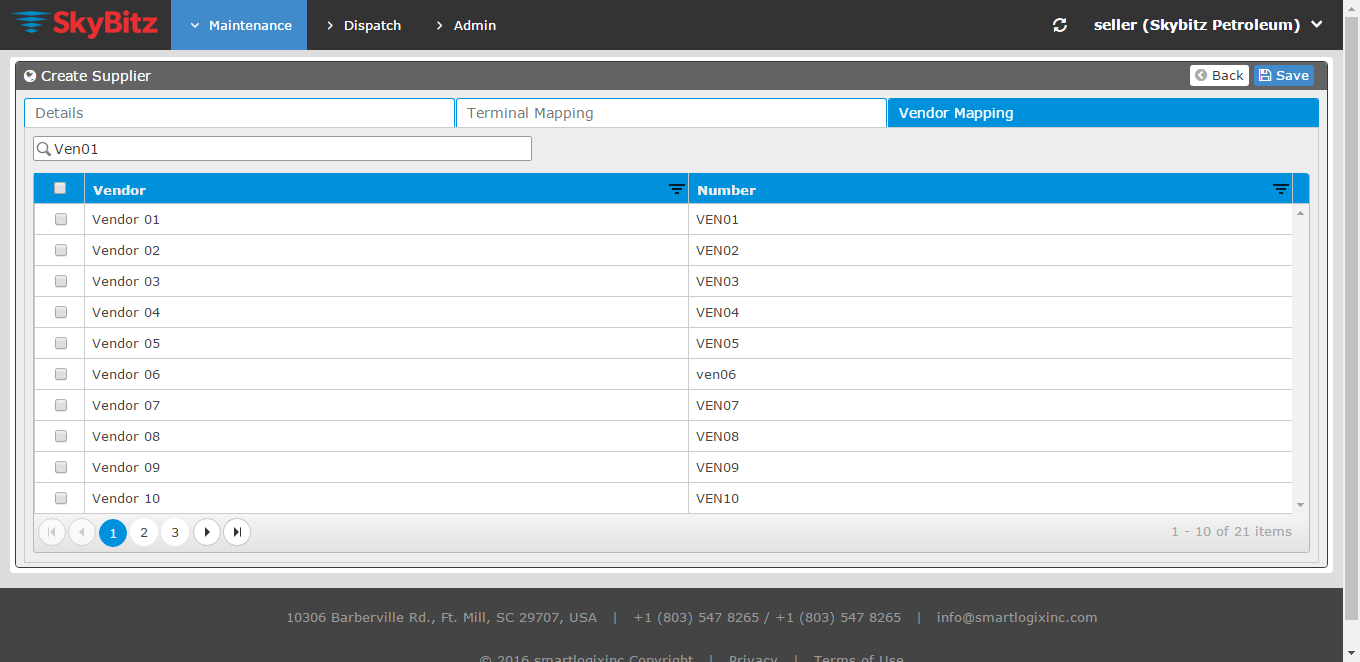 SkyBitz Maintenance Dispatch Admin seller (Skybitz Petroleum)
Create Supplier Back Save
Details Terminal Mapping Vendor Mapping
Ven01
Vendor Number
Vendor 01 VEN01
Vendor 02 VEN02
Vendor 03 VEN03
Vendor 04 VEN04
Vendor 05 VEN05
Vendor 06 ven06
Vendor 07 VEN07
Vendor 08 VEN08
Vendor 09 VEN09
Vendor 10 VEN10
1 2 3 1 - 10 of 21 items
10306 Barberville Rd., Ft. Mill, SC 29707, USA | +1 (803) 547 8265 / +1 (803) 547 8265 | info@smartlogixinc.com
© 2016 smartlogixinc Copyright | Privacy | Terms of Use